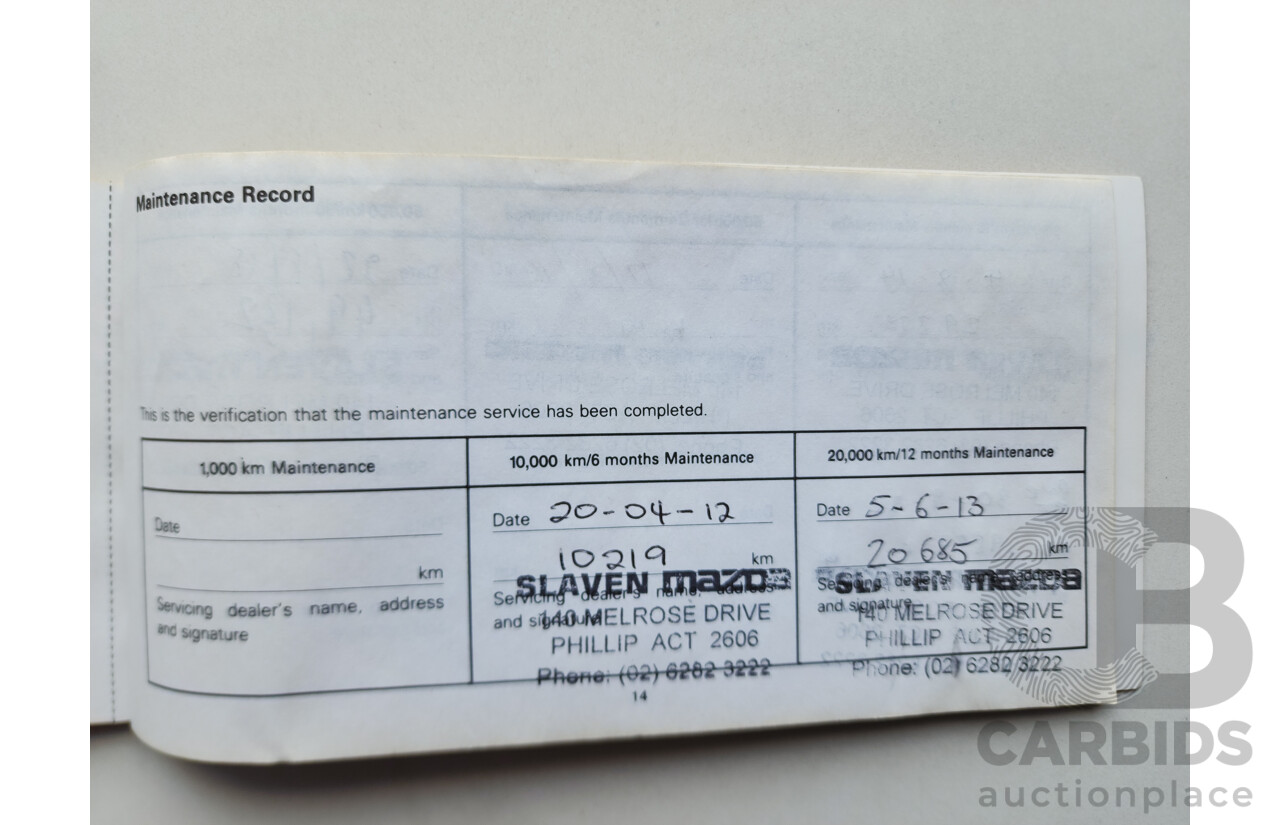 Maintenance Record
This is the verification that the maintenance service has been completed.
1,000 km Maintenance
Date
km
Servicing dealer's name, address
and signature
10,000 km/6 months Maintenance
Date 20-04-12
10219 km
SLAVEN mazda
Servicing dealer's name, address
and signature
140 MELROSE DRIVE
PHILLIP ACT 2606
Phone: (02) 6282 3222
20,000 km/12 months Maintenance
Date 5-6-13
20685 km
SLAVEN mazda
Servicing dealer's name, address
and signature
140 MELROSE DRIVE
PHILLIP ACT 2606
Phone: (02) 6282 3222
14
CARBIDS
auctionplace